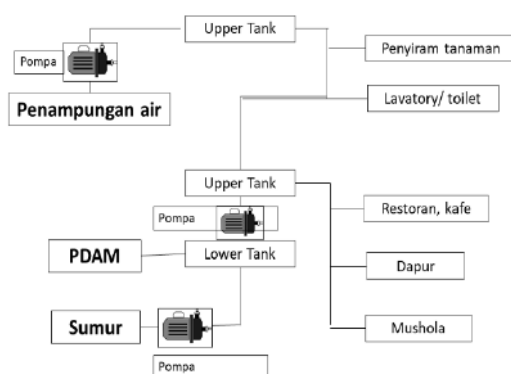 Upper Tank
Penyiram tanaman
Pompa
Penampungan air
Lavatory/ toilet
Upper Tank
Restoran, kafe
Pompa
PDAM
Lower Tank
Dapur
Sumur
Mushola
Pompa